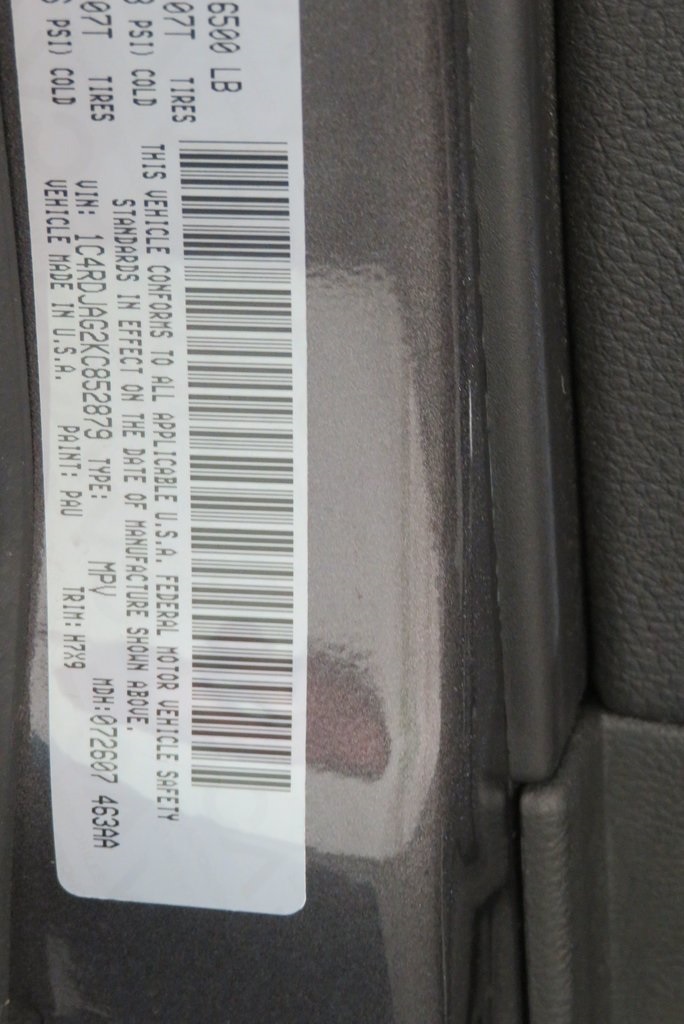 6500 LB
07T TIRES
PSI) COLD
07T TIRES
PSI) COLD
THIS VEHICLE CONFORMS TO ALL APPLICABLE U.S.A. FEDERAL MOTOR VEHICLE SAFETY
STANDARDS IN EFFECT ON THE DATE OF MANUFACTURE SHOWN ABOVE.
VIN: 1C4RDJAG2KC852879 TYPE: MPV MDH:072607 463AA
VEHICLE MADE IN U.S.A. PAINT: PAU TRIM: H7X9